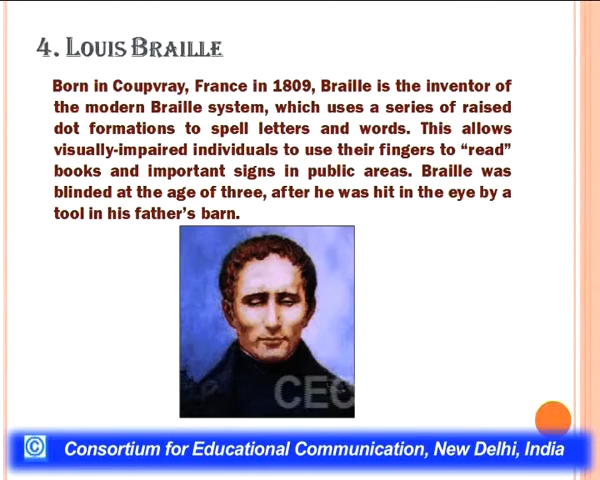 4. Louis Braille
Born in Coupvray, France in 1809, Braille is the inventor of
the modern Braille system, which uses a series of raised
dot formations to spell letters and words. This allows
visually-impaired individuals to use their fingers to “read”
books and important signs in public areas. Braille was
blinded at the age of three, after he was hit in the eye by a
tool in his father’s barn.
CEC
© Consortium for Educational Communication, New Delhi, India